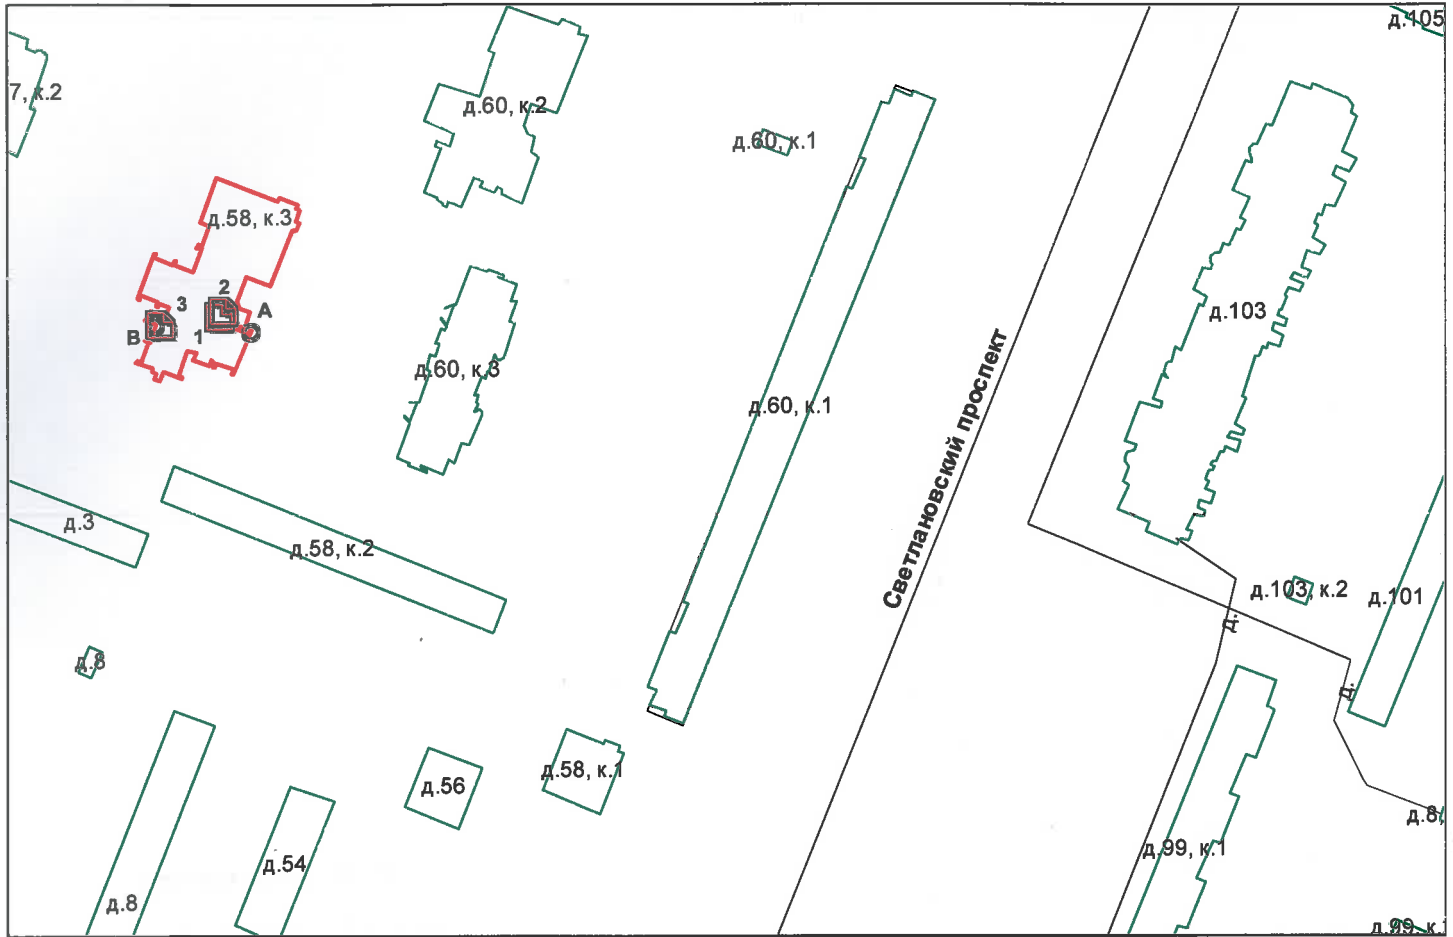 д.105
7, к.2
д.60, к.2
д.60, к.1
д.58, к.3
2
3
А
В
1
д.103
д.60, к.3
д.60, к.1
Светлановский проспект
д.3
д.58, к.2
д.103, к.2
д.101
д.
д.8
д.
д.58, к.1
д.56
д.8,
д.99, к.1
д.54
д.8
д.99, к.